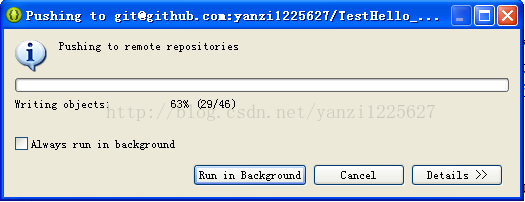 Pushing to git@github.com:yanzi1225627/TestHello_...
Pushing to remote repositories
Writing objects: 63% (29/46)
http://blog.csdn.net/yanzi1225627
Always run in background
Run in Background
Cancel
Details >>